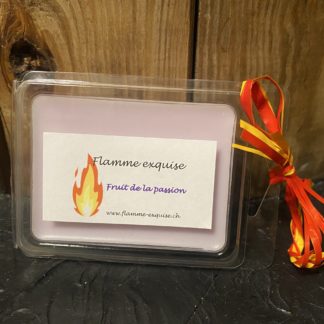 Flamme exquise
Fruit de la passion
www.flamme-exquise.ch